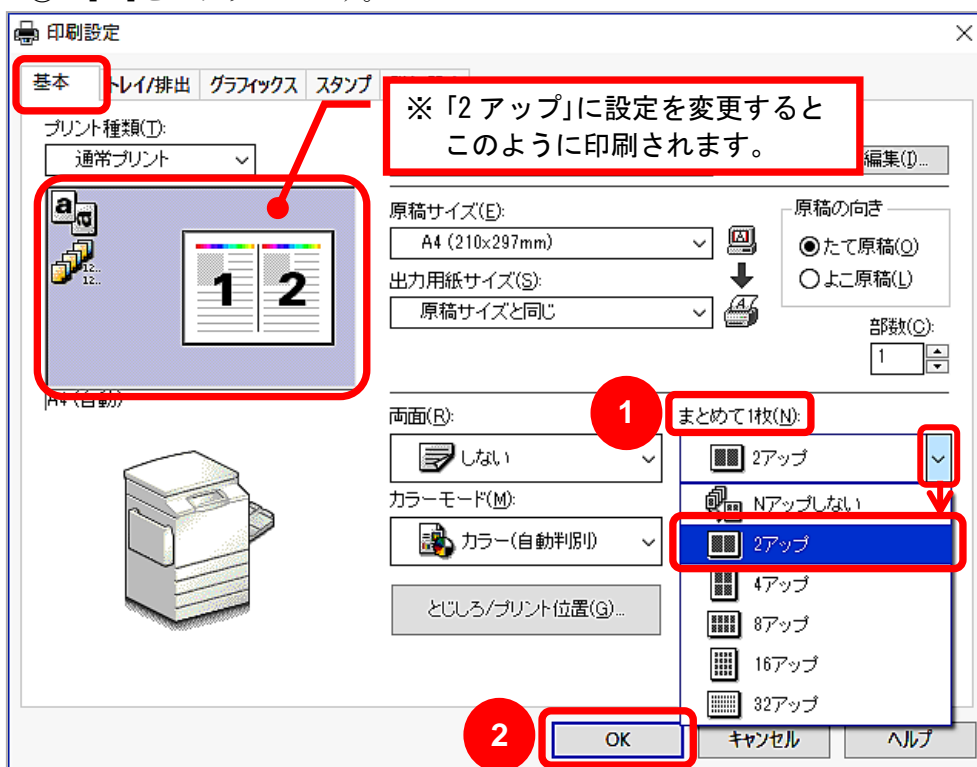 印刷設定
基本 トレイ/排出 グラフィックス スタンプ
※「2 アップ」に設定を変更すると
このように印刷されます。
プリント種類(T):
通常プリント
編集(I)...
a
a
12..
12..
1 2
A4 (自動)
原稿サイズ(E):
A4 (210x297mm)
出力用紙サイズ(S):
原稿サイズと同じ
原稿の向き
たて原稿(O)
よこ原稿(L)
部数(C):
1
両面(R):
しない
カラーモード(M):
カラー(自動判別)
とじしろ/プリント位置(G)...
1
まとめて1枚(N):
2アップ
Nアップしない
2アップ
4アップ
8アップ
16アップ
32アップ
2
OK キャンセル ヘルプ